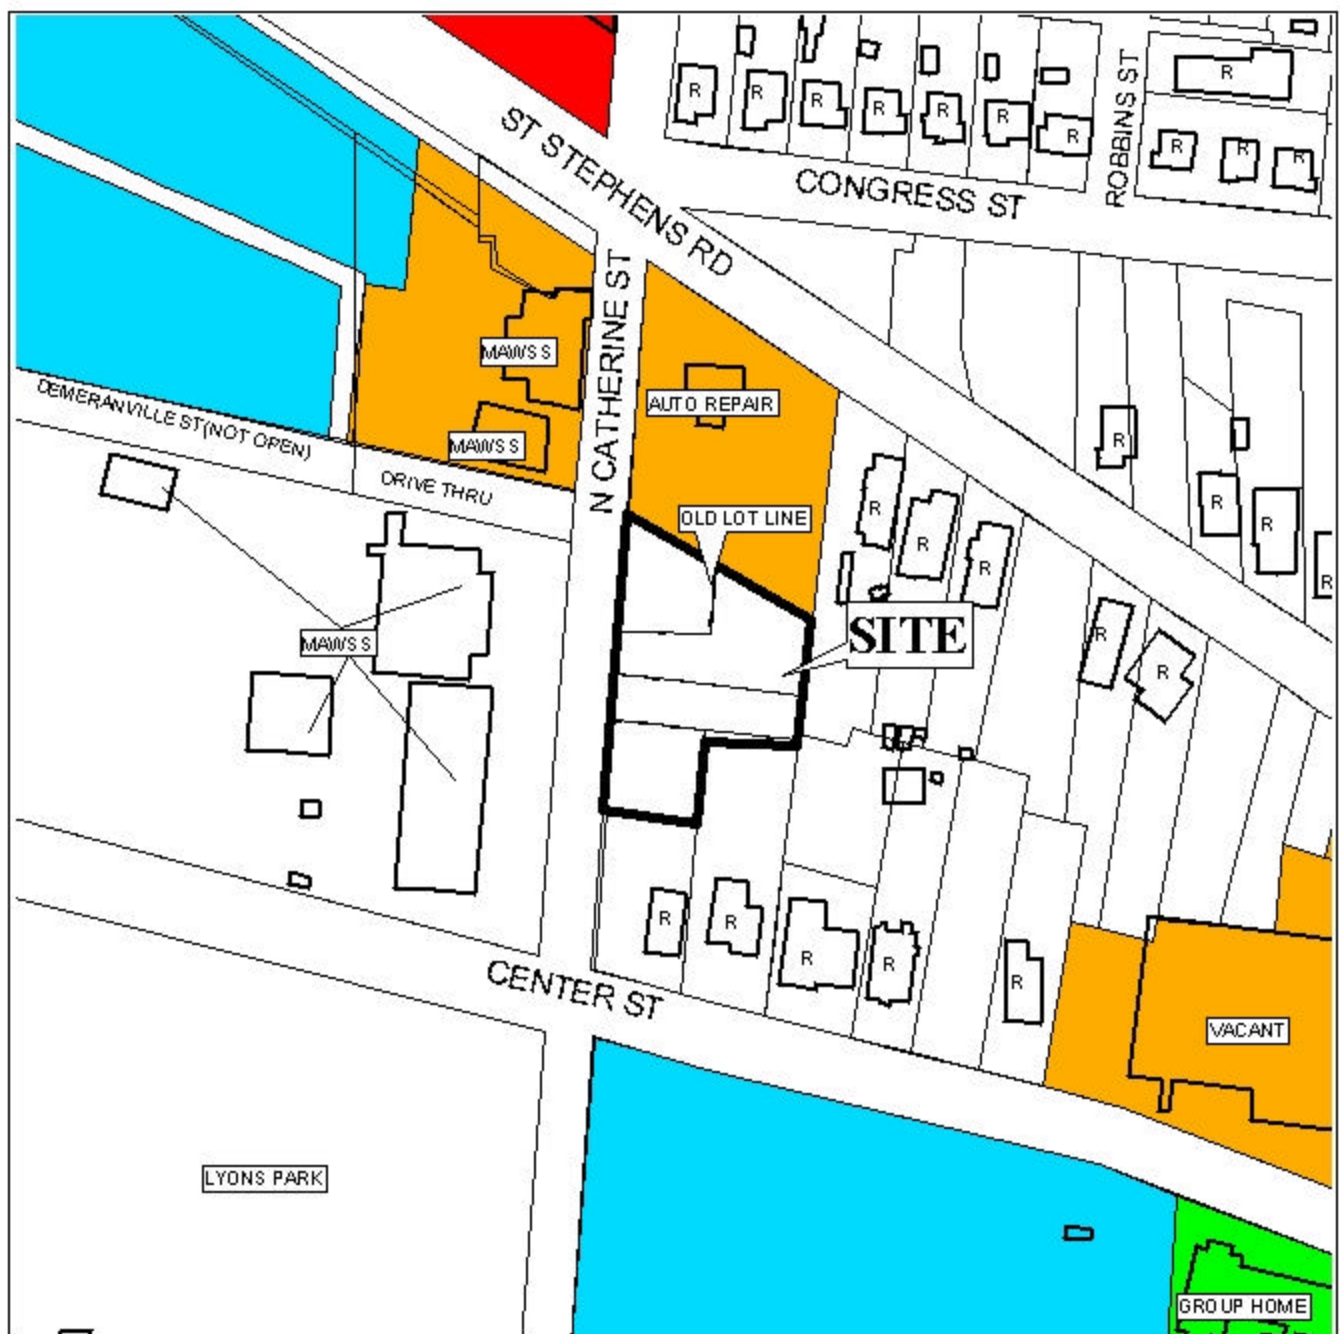 R
R
R
R
R
R
R
R
R
R
R
ROBBINS ST
ST STEPHENS RD
CONGRESS ST
N CATHERINE ST
MAWSS
MAWSS
AUTO REPAIR
DEMERANVILLE ST(NOT OPEN)
DRIVE THRU
OLD LOT LINE
R
R
R
R
R
R
R
SITE
MAWSS
R
R
R
R
R
R
R
CENTER ST
VACANT
LYONS PARK
GROUP HOME